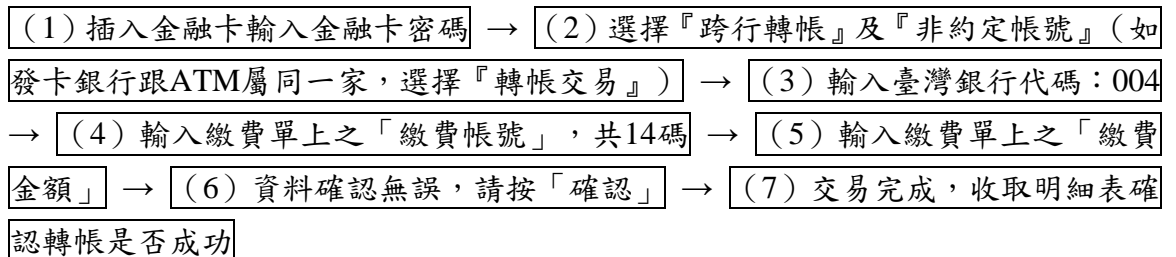 （1）插入金融卡輸入金融卡密碼 → （2）選擇『跨行轉帳』及『非約定帳號』（如
發卡銀行跟ATM屬同一家，選擇『轉帳交易』） → （3）輸入臺灣銀行代碼：004
→ （4）輸入繳費單上之「繳費帳號」，共14碼 → （5）輸入繳費單上之「繳費
金額」 → （6）資料確認無誤，請按「確認」 → （7）交易完成，收取明細表確
認轉帳是否成功